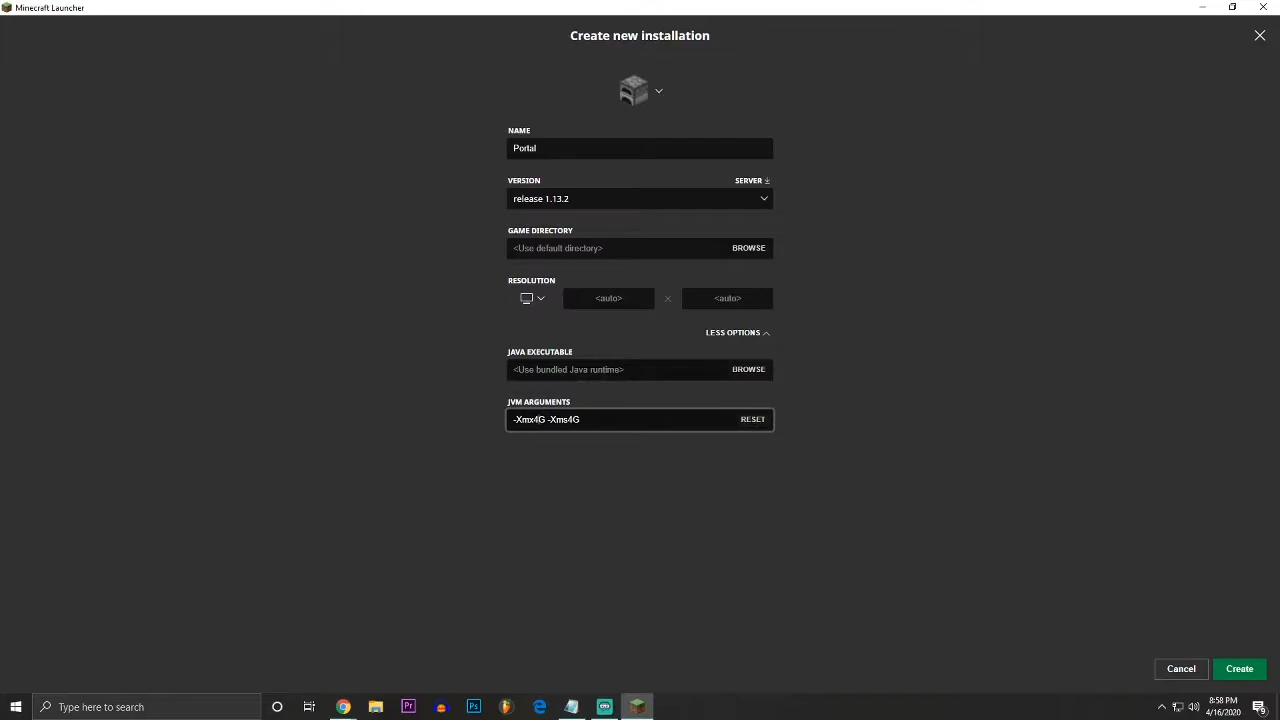 Minecraft Launcher
Create new installation
NAME
Portal
VERSION
SERVER
release 1.13.2
GAME DIRECTORY
<Use default directory>
BROWSE
RESOLUTION
<auto>
<auto>
LESS OPTIONS
JAVA EXECUTABLE
<Use bundled Java runtime>
BROWSE
JVM ARGUMENTS
-Xmx4G -Xms4G
RESET
Cancel
Create
Type here to search
Pr
Ps
8:58 PM
4/16/2020